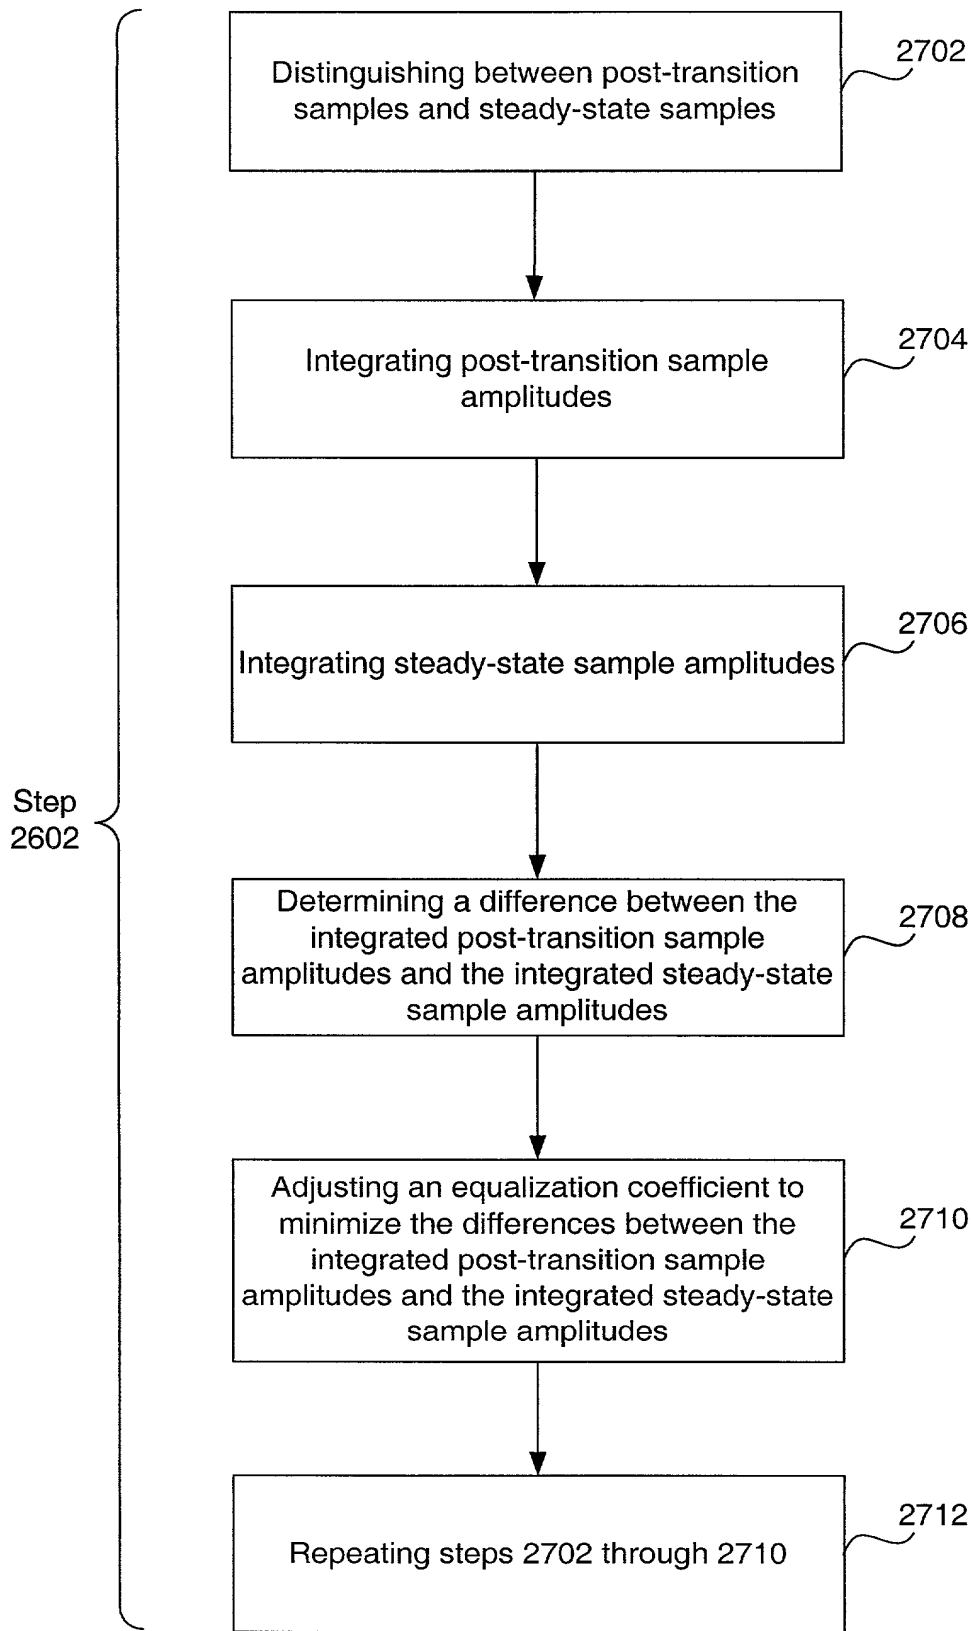 Distinguishing between post-transition
samples and steady-state samples
2702
Integrating post-transition sample
amplitudes
2704
Integrating steady-state sample amplitudes
2706
Step
2602
Determining a difference between the
integrated post-transition sample
amplitudes and the integrated steady-state
sample amplitudes
2708
Adjusting an equalization coefficient to
minimize the differences between the
integrated post-transition sample
amplitudes and the integrated steady-state
sample amplitudes
2710
Repeating steps 2702 through 2710
2712